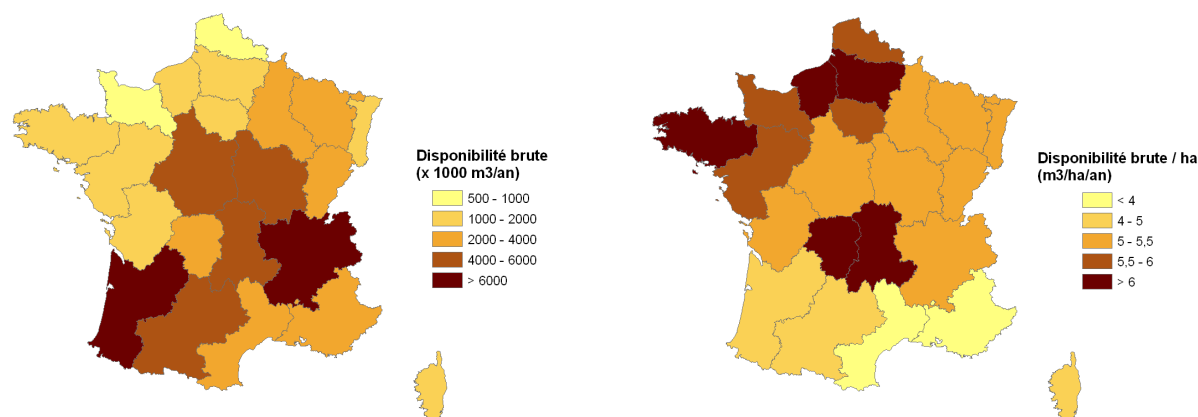 Disponibilité brute
(x 1000 m3/an)
500 - 1000
1000 - 2000
2000 - 4000
4000 - 6000
> 6000
Disponibilité brute / ha
(m3/ha/an)
< 4
4 - 5
5 - 5,5
5,5 - 6
> 6